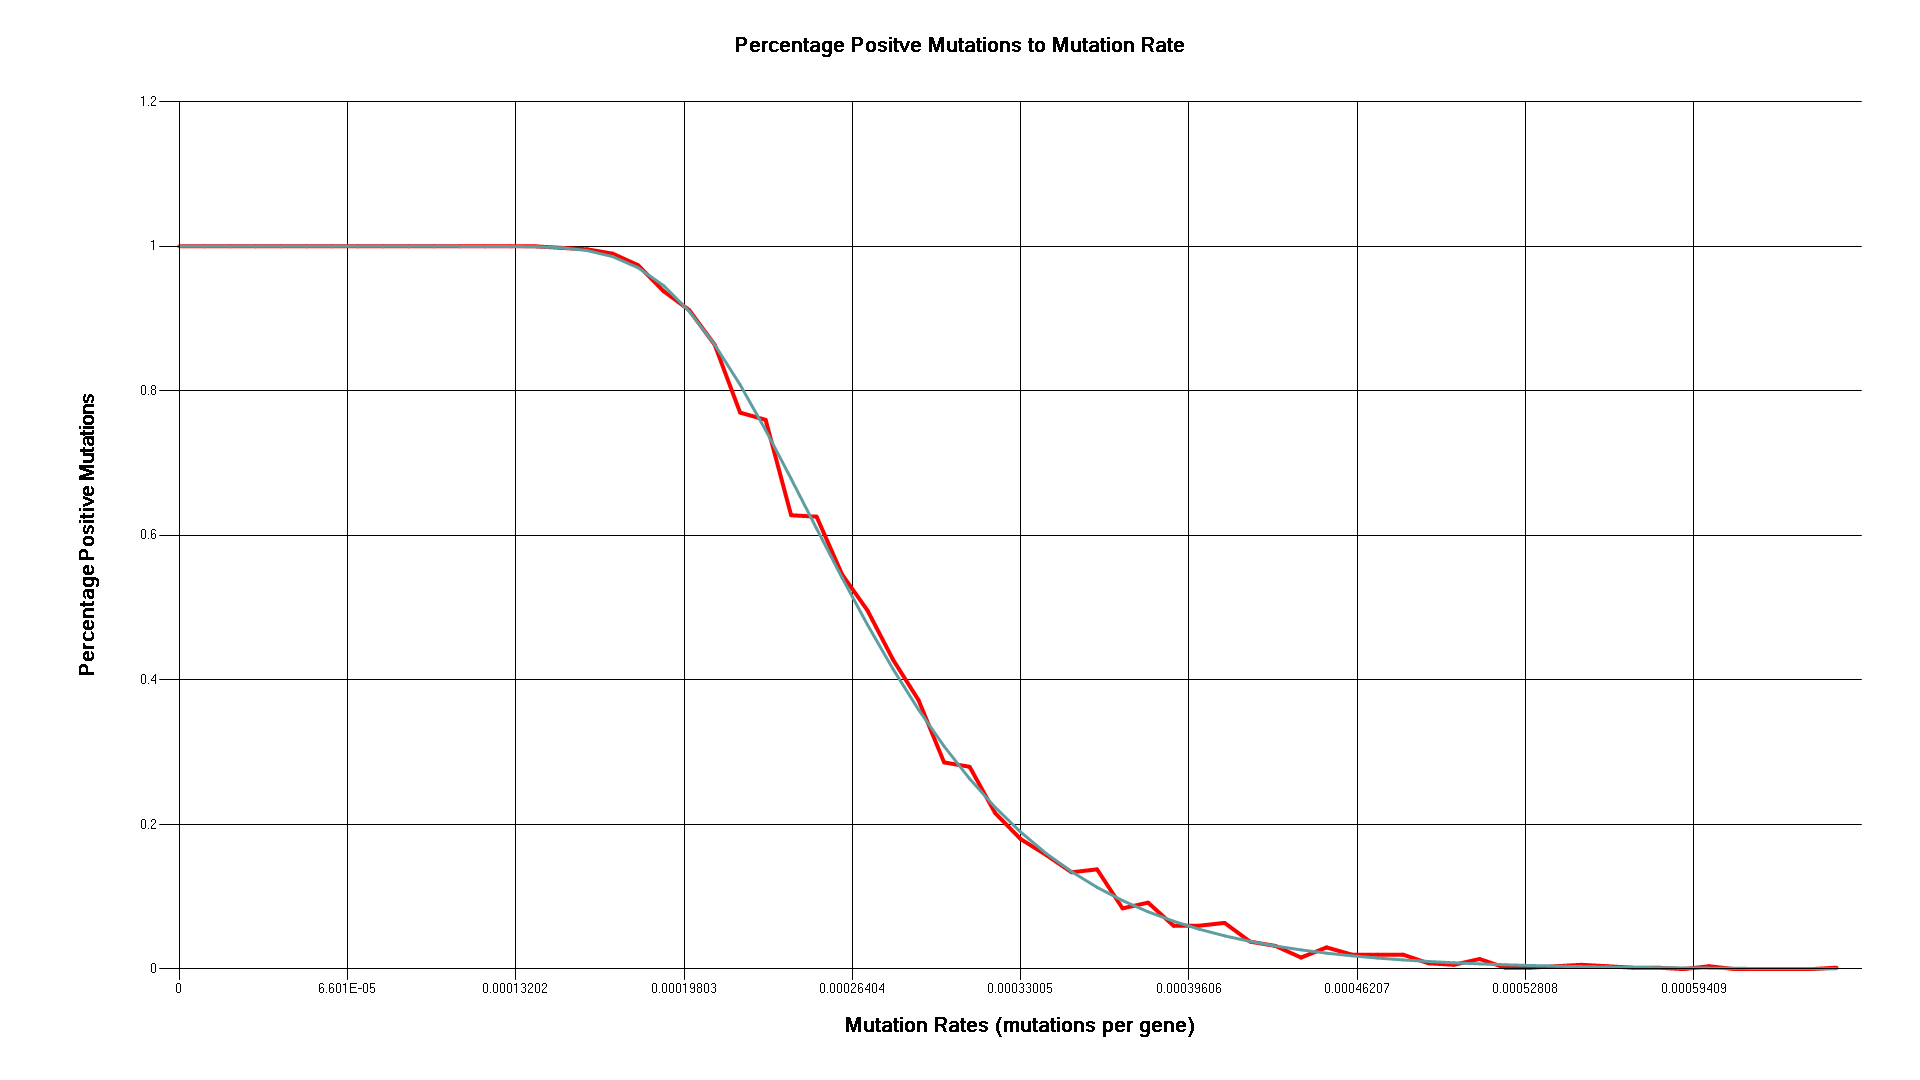 Percentage Positve Mutations to Mutation Rate
1.2
1
0.8
0.6
0.4
0.2
0
Percentage Positive Mutations
0 6.601E-05 0.00013202 0.00019803 0.00026404 0.00033005 0.00039606 0.00046207 0.00052808 0.00059409
Mutation Rates (mutations per gene)